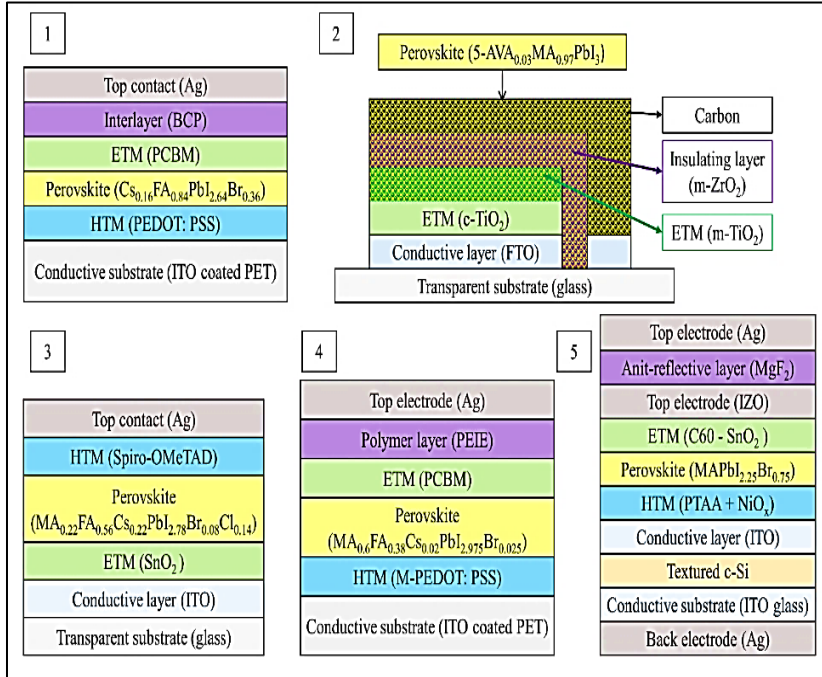 1
Top contact (Ag)
Interlayer (BCP)
ETM (PCBM)
Perovskite (Cs₀.₁₆FA₀.₈₄PbI₂.₆₄Br₀.₃₆)
HTM (PEDOT: PSS)
Conductive substrate (ITO coated PET)
2
Perovskite (5-AVA₀.₀₃MA₀.₉₇PbI₃)
Carbon
Insulating layer
(m-ZrO₂)
ETM (m-TiO₂)
ETM (c-TiO₂)
Conductive layer (FTO)
Transparent substrate (glass)
3
Top contact (Ag)
HTM (Spiro-OMeTAD)
Perovskite
(MA₀.₂₂FA₀.₅₆Cs₀.₂₂PbI₂.₇₈Br₀.₀₈Cl₀.₁₄)
ETM (SnO₂)
Conductive layer (ITO)
Transparent substrate (glass)
4
Top electrode (Ag)
Polymer layer (PEIE)
ETM (PCBM)
Perovskite
(MA₀.₆FA₀.₃₈Cs₀.₀₂PbI₂.₉₇₅Br₀.₀₂₅)
HTM (M-PEDOT: PSS)
Conductive substrate (ITO coated PET)
5
Top electrode (Ag)
Anit-reflective layer (MgF₂)
Top electrode (IZO)
ETM (C60 - SnO₂)
Perovskite (MAPbI₂.₂₅Br₀.₇₅)
HTM (PTAA + NiOₓ)
Conductive layer (ITO)
Textured c-Si
Conductive substrate (ITO glass)
Back electrode (Ag)